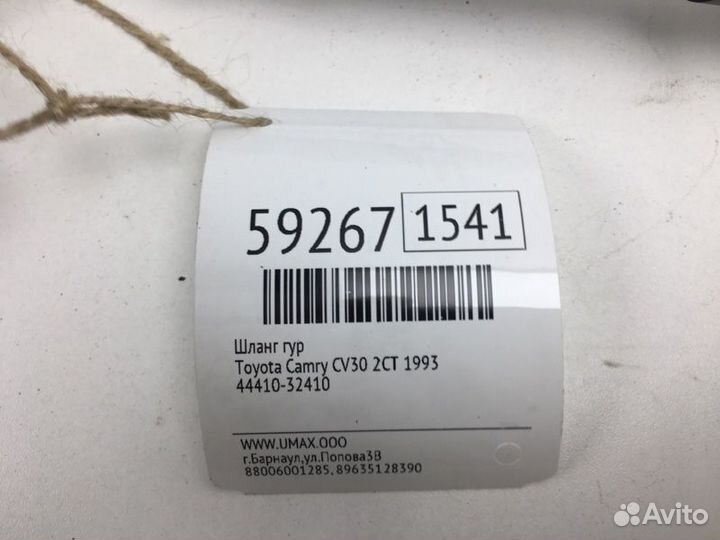 59267 1541
Шланг гур
Toyota Camry CV30 2CT 1993
44410-32410
WWW.UMAX.OOO
г.Барнаул,ул.Попова3В
88006001285, 89635128390
Avito